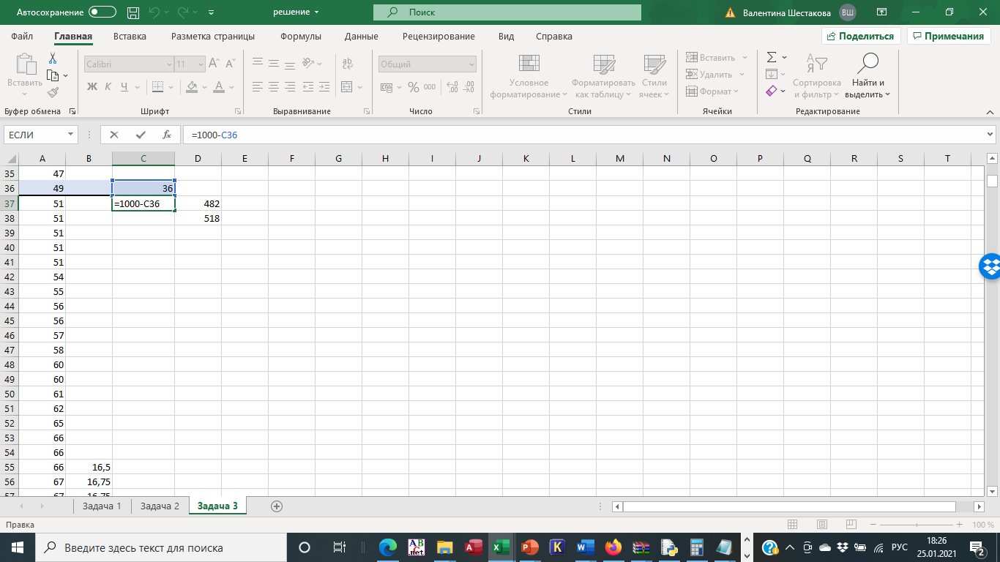 Автосохранение
решение
Поиск
Валентина Шестакова ВШ
Файл Главная Вставка Разметка страницы Формулы Данные Рецензирование Вид Справка
Поделиться Примечания
Вставить
Буфер обмена
Calibri 11
Ж К Ч
Шрифт
ab
Выравнивание
Общий
% 000
Число
Условное форматирование
Форматировать как таблицу
Стили ячеек
Стили
Вставить
Удалить
Формат
Ячейки
Сортировка и фильтр
Найти и выделить
Редактирование
ЕСЛИ
fx
=1000-C36
A B C D E F G H I J K L M N O P Q R S T
35 47
36 49 36
37 51 =1000-C36 482
38 51 518
39 51
40 51
41 51
42 54
43 55
44 56
45 56
46 57
47 58
48 60
49 60
50 61
51 62
52 65
53 66
54 66
55 66 16,5
56 67 16,75
57 67 16,75
Задача 1 Задача 2 Задача 3
Правка
100 %
Введите здесь текст для поиска
РУС
18:26
25.01.2021
2